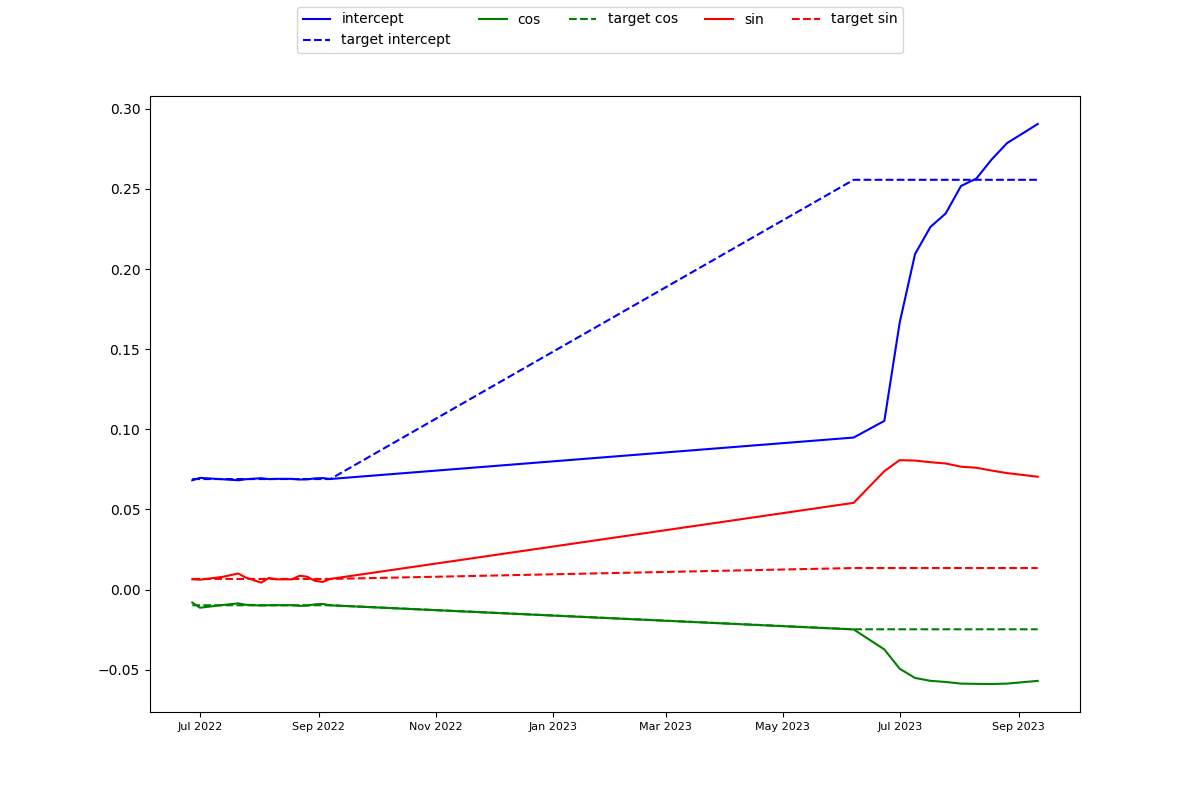 intercept cos target cos sin target sin
target intercept
0.30
0.25
0.20
0.15
0.10
0.05
0.00
−0.05
Jul 2022 Sep 2022 Nov 2022 Jan 2023 Mar 2023 May 2023 Jul 2023 Sep 2023